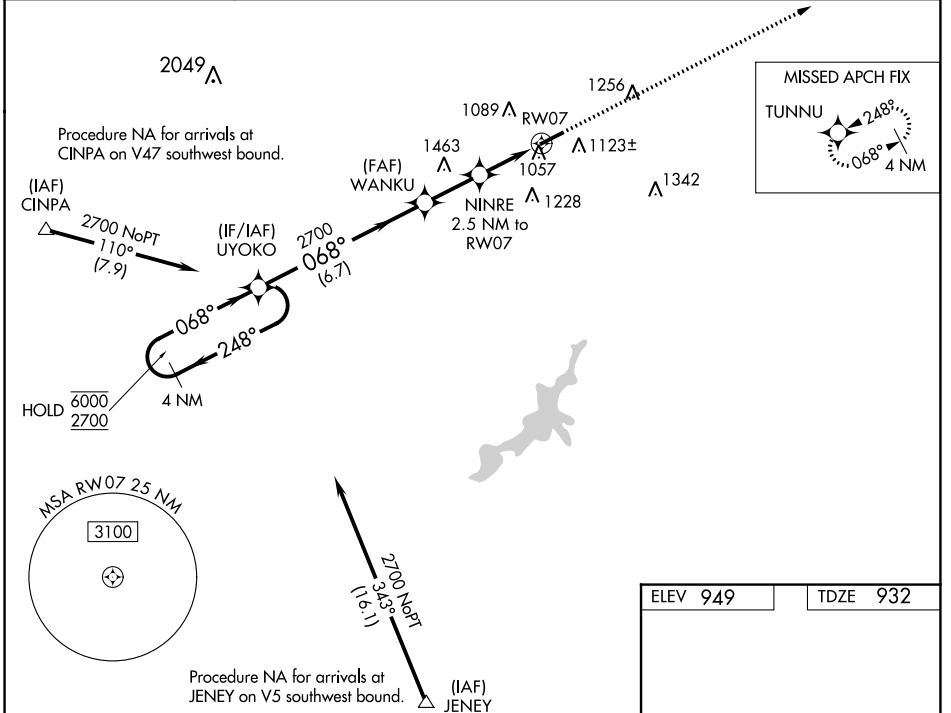 2049
1256
MISSED APCH FIX
TUNNU
248°
068°
4 NM
1089
RW07
Procedure NA for arrivals at
CINPA on V47 southwest bound.
1463
1123±
1057
(FAF)
WANKU
1342
1228
NINRE
2.5 NM to
RW07
(IAF)
CINPA
2700 NoPT
110°
(7.9)
(IF/IAF)
UYOKO
2700
068°
(6.7)
068°
248°
4 NM
HOLD 6000
2700
MSA RW07 25 NM
3100
2700 NoPT
343°
(16.1)
ELEV 949
TDZE 932
Procedure NA for arrivals at
JENEY on V5 southwest bound.
(IAF)
JENEY